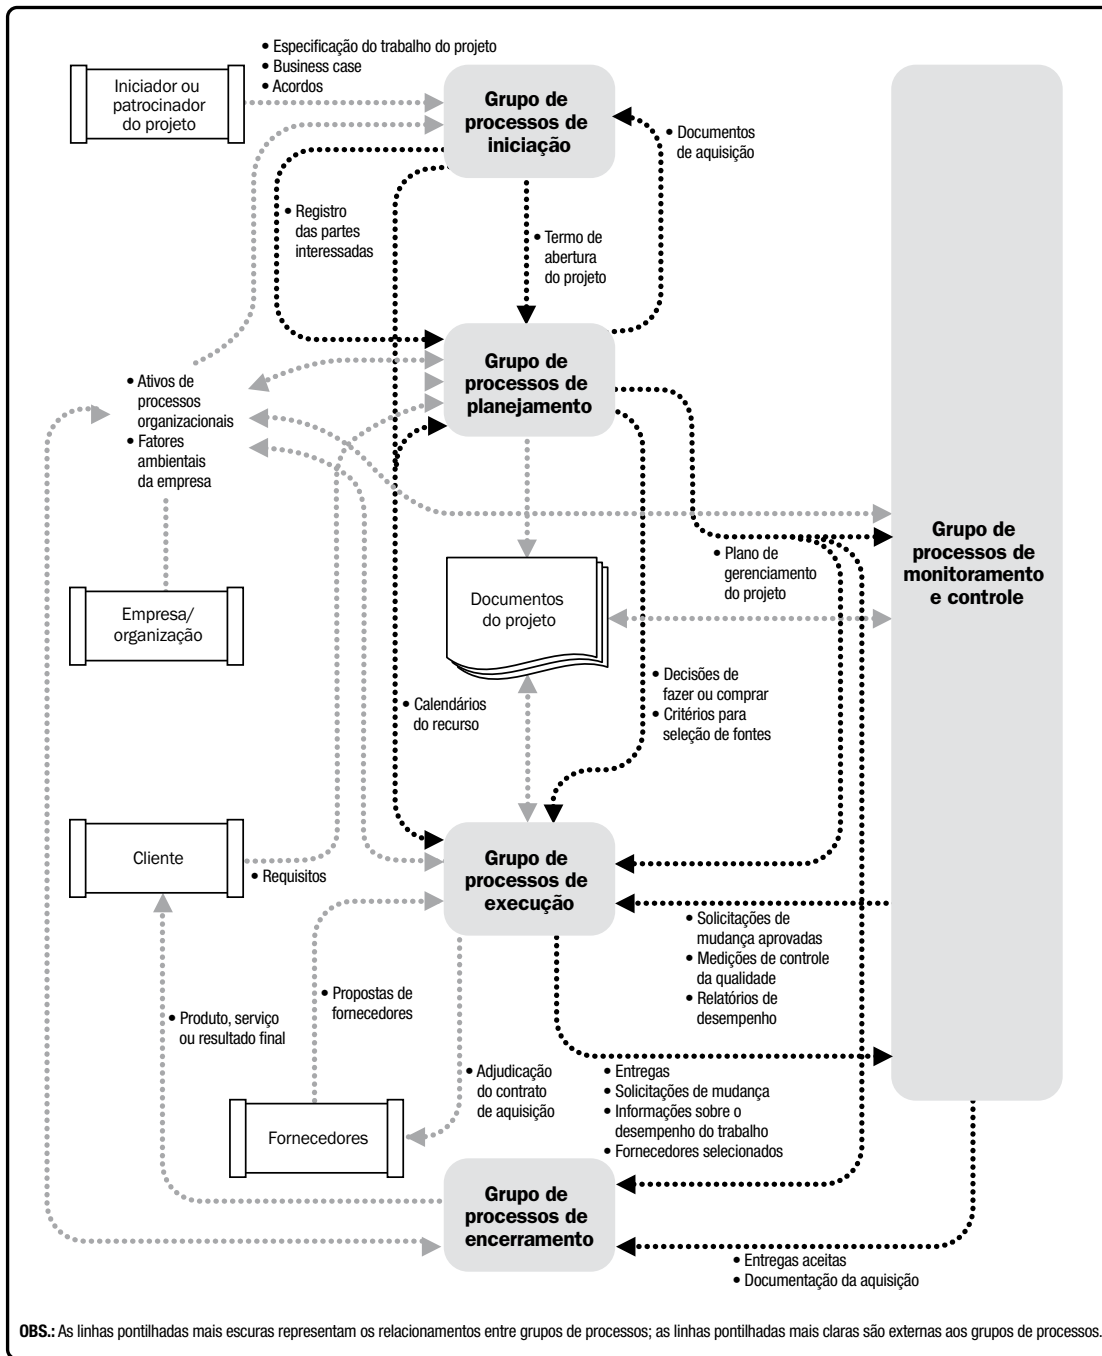 • Especificação do trabalho do projeto
• Business case
• Acordos
Iniciador ou
patrocinador
do projeto
Grupo de
processos de
iniciação
• Documentos
de aquisição
• Registro
das partes
interessadas
• Termo de
abertura
do projeto
Grupo de
processos de
planejamento
• Ativos de
processos
organizacionais
• Fatores
ambientais
da empresa
Grupo de
processos de
monitoramento
e controle
• Plano de
gerenciamento
do projeto
Empresa/
organização
Documentos
do projeto
• Decisões de
fazer ou comprar
• Critérios para
seleção de fontes
• Calendários
do recurso
Cliente
• Requisitos
Grupo de
processos de
execução
• Solicitações de
mudança aprovadas
• Medições de controle
da qualidade
• Relatórios de
desempenho
• Propostas de
fornecedores
• Produto, serviço
ou resultado final
• Adjudicação
do contrato
de aquisição
• Entregas
• Solicitações de mudança
• Informações sobre o
desempenho do trabalho
• Fornecedores selecionados
Fornecedores
Grupo de
processos de
encerramento
• Entregas aceitas
• Documentação da aquisição
OBS.: As linhas pontilhadas mais escuras representam os relacionamentos entre grupos de processos; as linhas pontilhadas mais claras são externas aos grupos de processos.